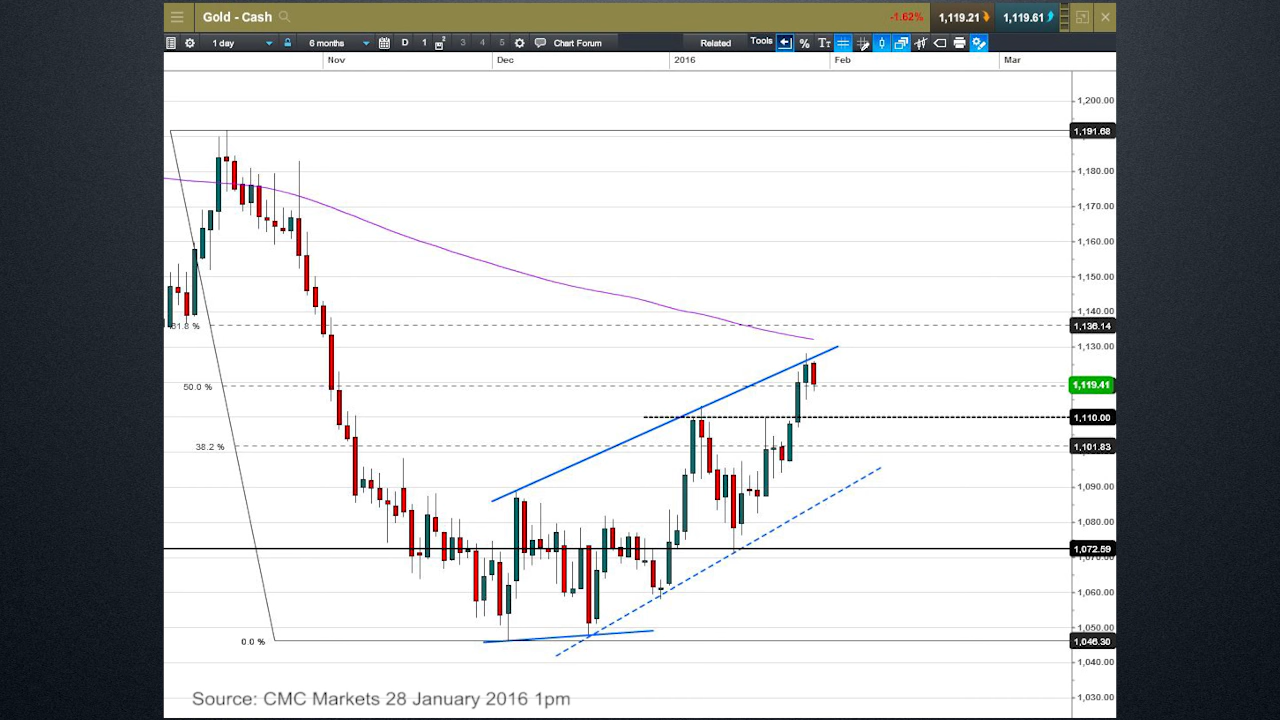 Gold - Cash -1.62% 1,119.21 1,119.61
1 day 6 months D 1 2 3 4 5 Chart Forum Related Tools % TT
Nov Dec 2016 Feb Mar
1,200.00
1,191.68
1,180.00
1,170.00
1,160.00
1,150.00
1,140.00
61.8 % 1,136.14
1,130.00
50.0 % 1,119.41
1,110.00
38.2 % 1,101.83
1,090.00
1,080.00
1,072.59
1,070.00
1,060.00
1,050.00
0.0 % 1,046.30
1,040.00
1,030.00
Source: CMC Markets 28 January 2016 1pm